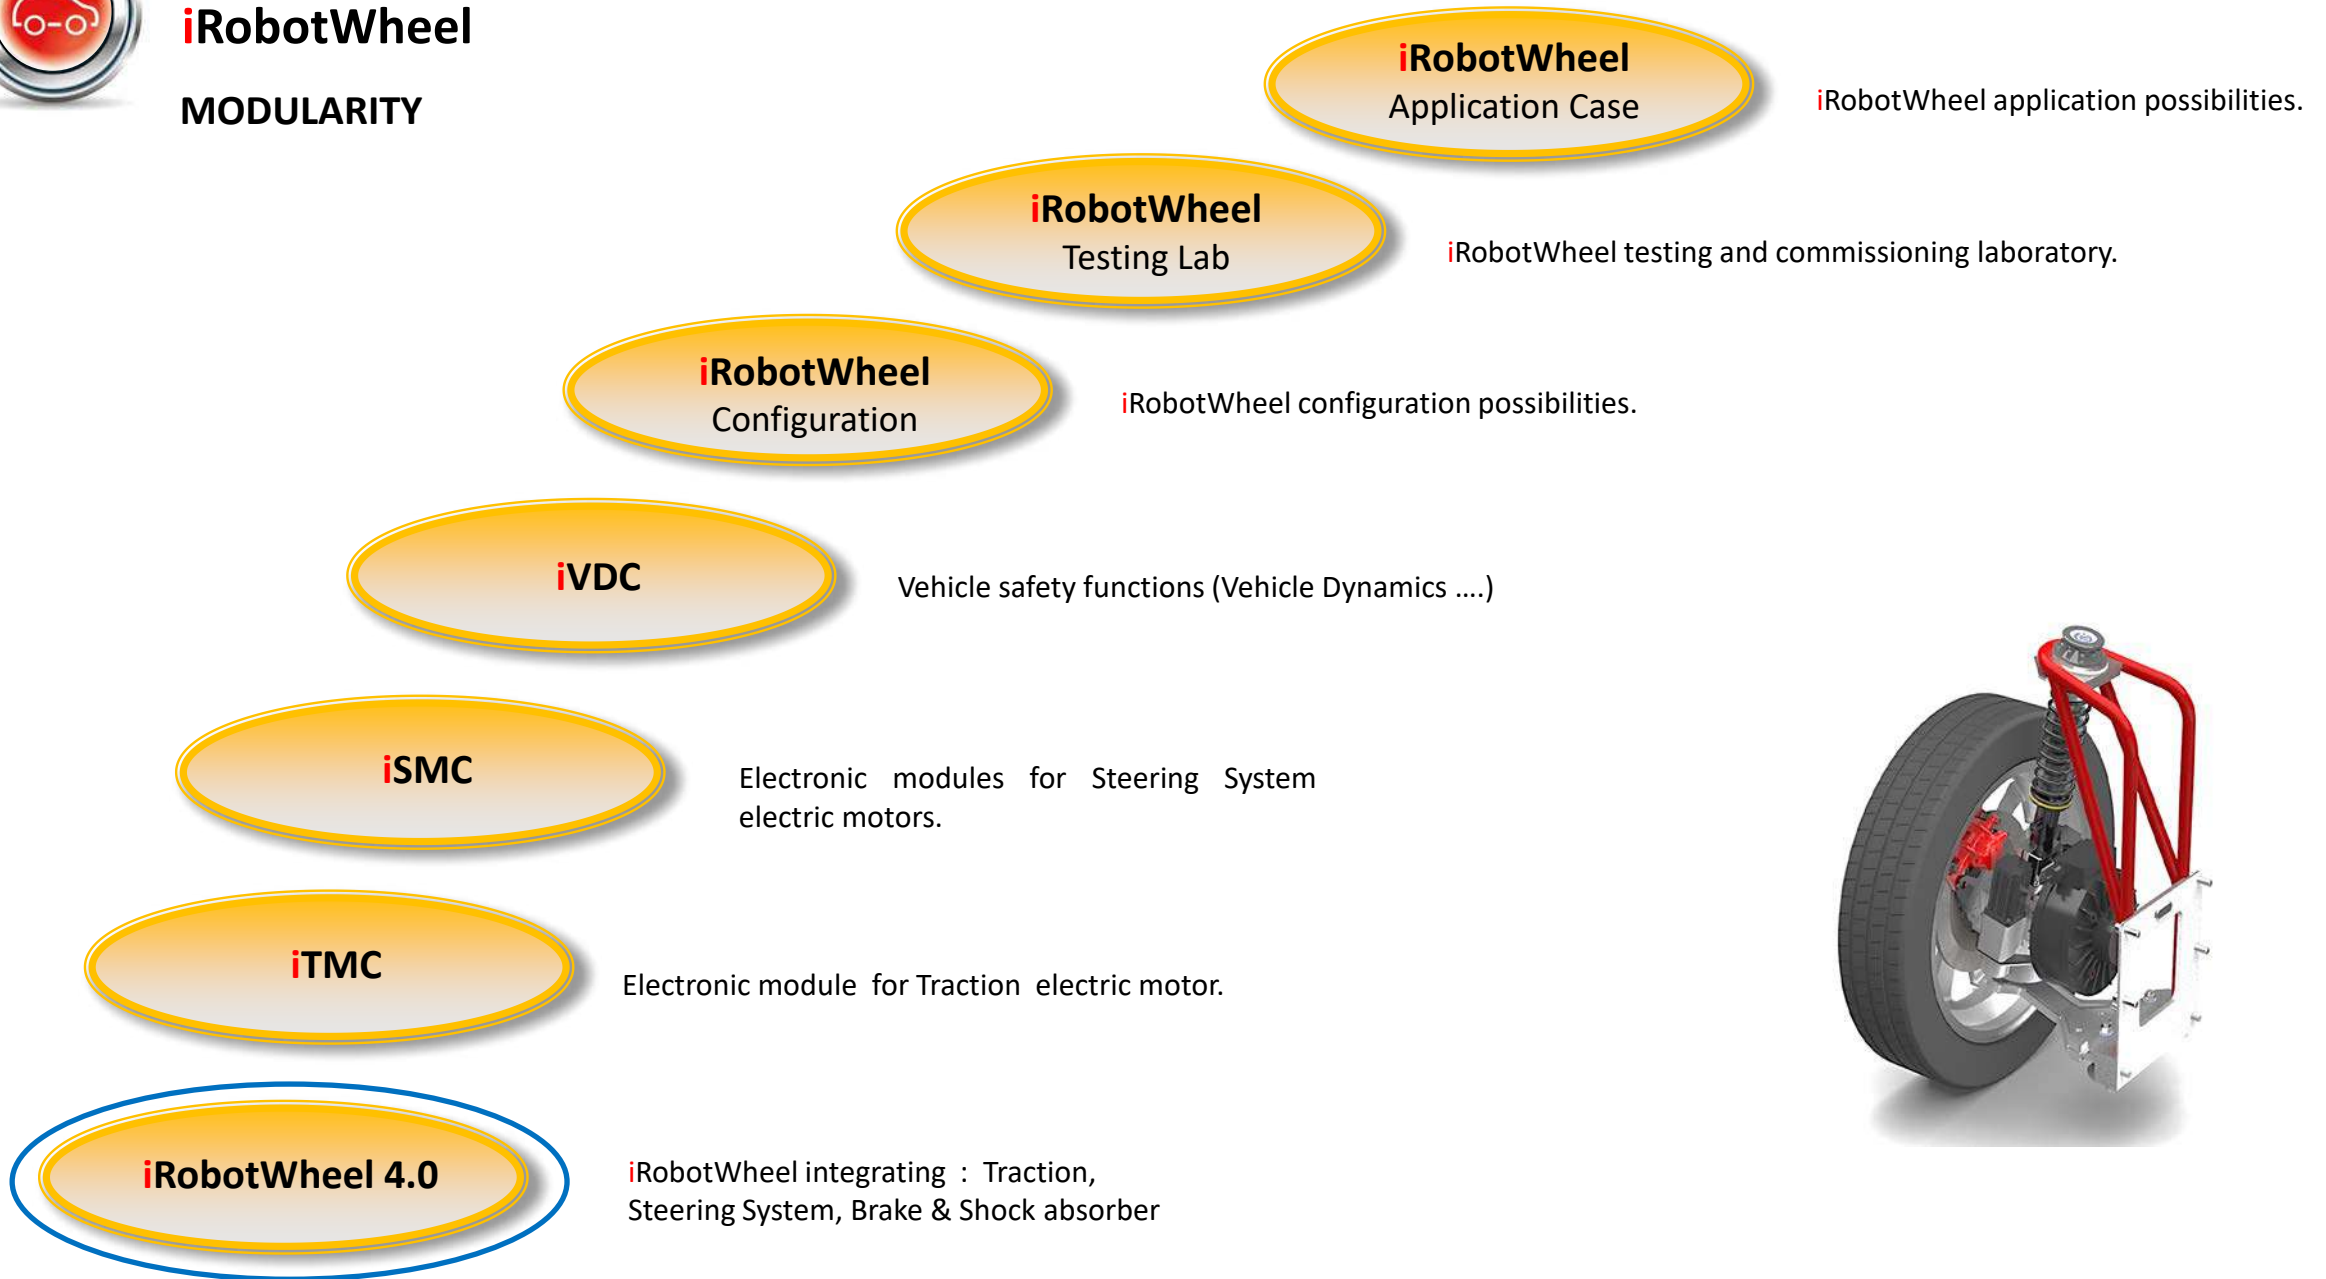 iRobotWheel
MODULARITY
iRobotWheel
Application Case
iRobotWheel application possibilities.
iRobotWheel
Testing Lab
iRobotWheel testing and commissioning laboratory.
iRobotWheel
Configuration
iRobotWheel configuration possibilities.
iVDC
Vehicle safety functions (Vehicle Dynamics ....)
iSMC
Electronic modules for Steering System
electric motors.
iTMC
Electronic module for Traction electric motor.
iRobotWheel 4.0
iRobotWheel integrating : Traction,
Steering System, Brake & Shock absorber